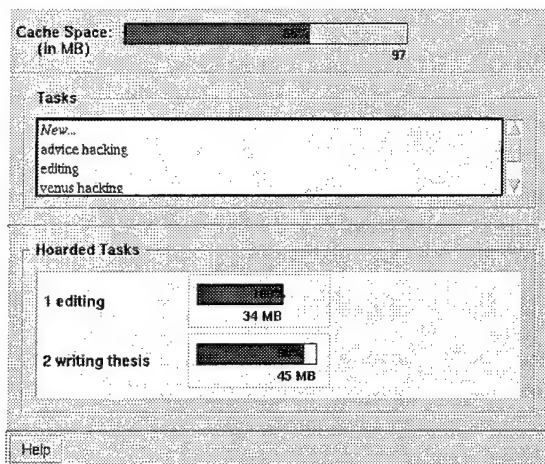 Cache Space:
(in MB)
97
Tasks
New...
advice hacking
editing
venus hacking
Hoarded Tasks
1 editing
100%
34 MB
2 writing thesis
45 MB
Help